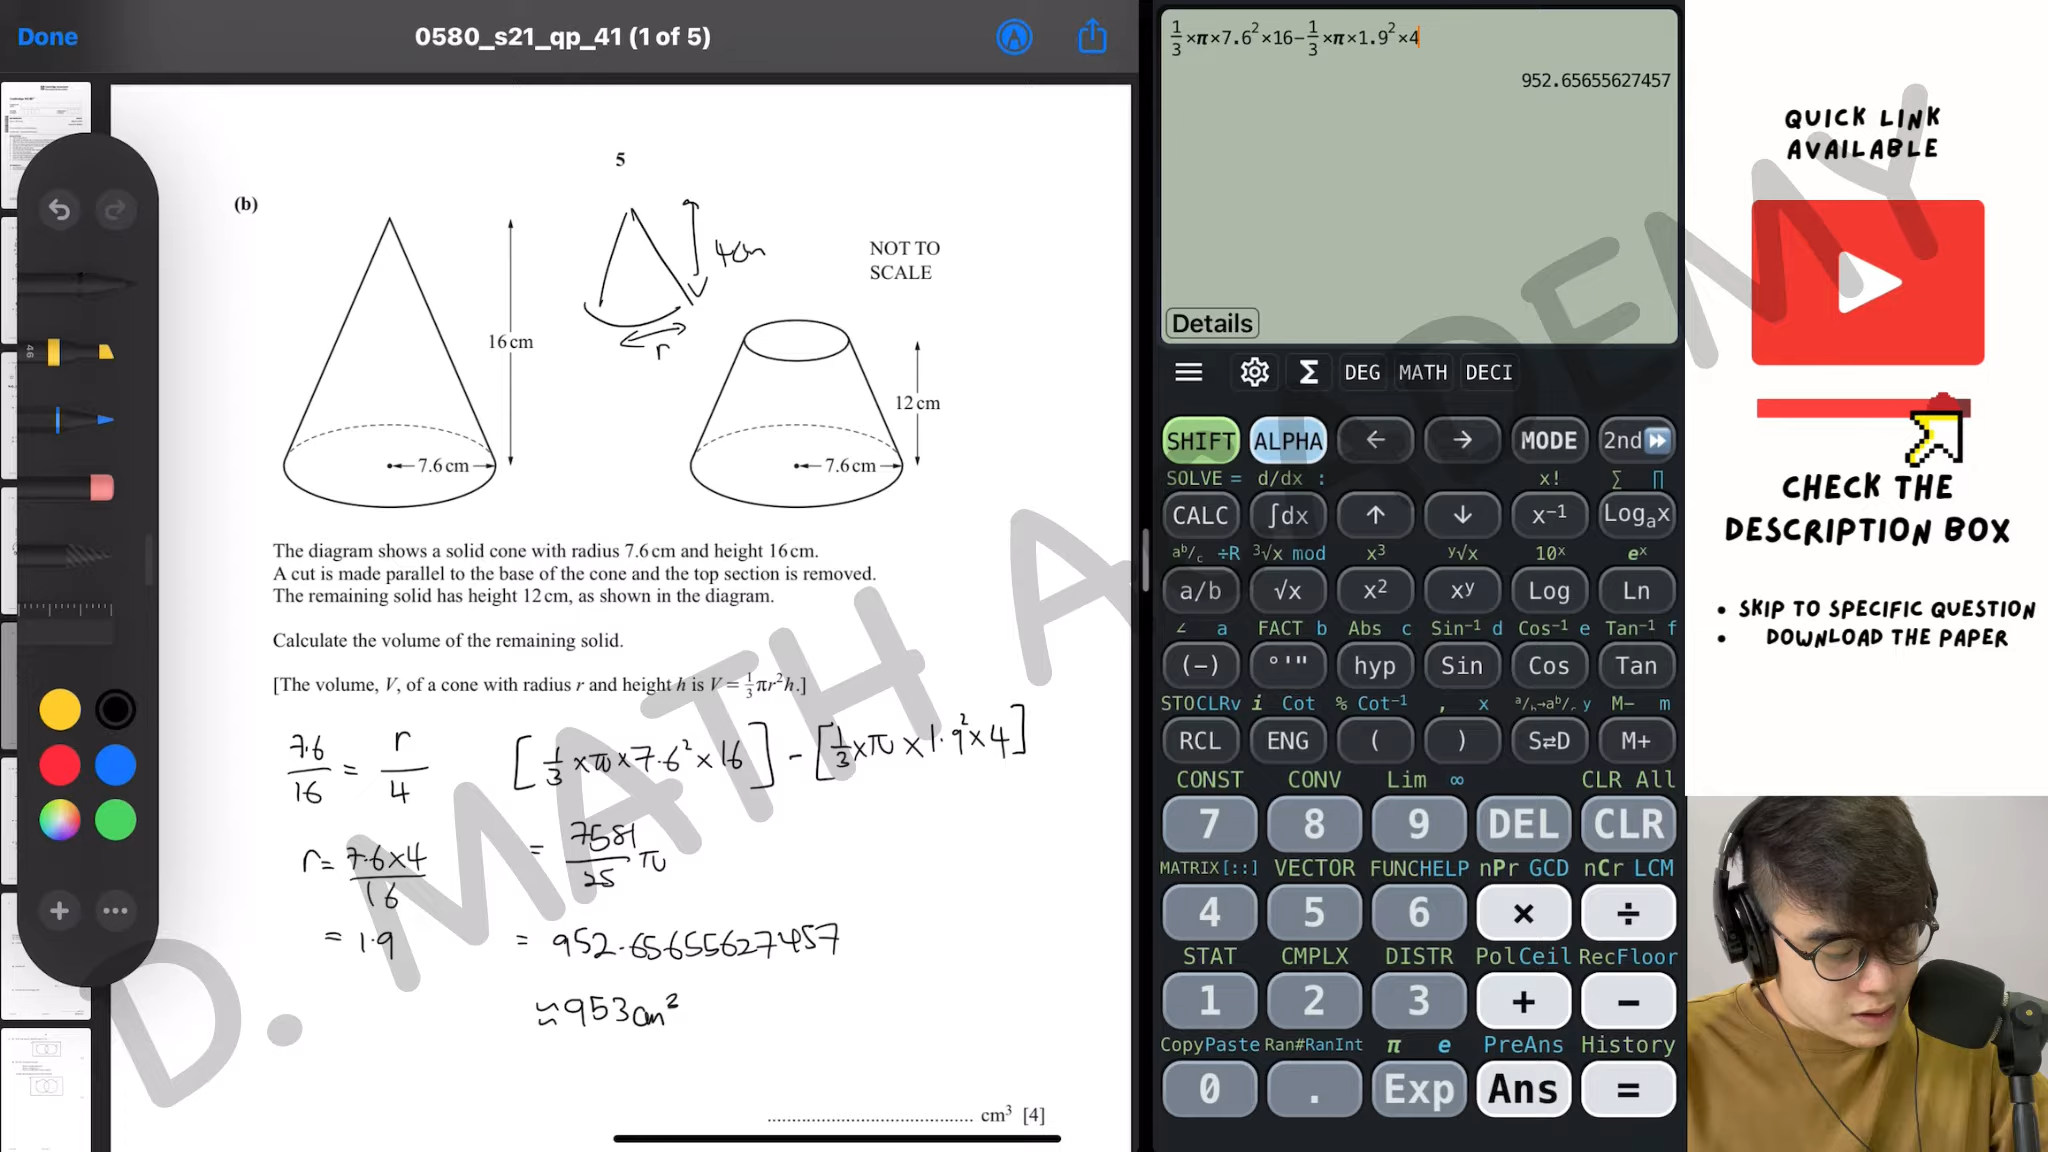 Done
0580_s21_qp_41 (1 of 5)
5
(b)
16 cm
7.6 cm
4cm
r
NOT TO
SCALE
12 cm
7.6 cm
The diagram shows a solid cone with radius 7.6 cm and height 16 cm.
A cut is made parallel to the base of the cone and the top section is removed.
The remaining solid has height 12 cm, as shown in the diagram.
Calculate the volume of the remaining solid.
[The volume, V, of a cone with radius r and height h is V = 1/3 πr²h.]
7.6/16 = r/4
r = 7.6×4/16
= 1.9
[1/3 × π × 7.6² × 16] − [1/3 × π × 1.9² × 4]
= 7581/25 π
= 952.65655627457
≈ 953cm²
cm³ [4]
D. MATH ACADEMY
1/3×π×7.6²×16−1/3×π×1.9²×4
952.65655627457
Details
DEG MATH DECI
SHIFT ALPHA ← → MODE 2nd
SOLVE = d/dx : x! ∑ ∏
CALC ∫dx ↑ ↓ x⁻¹ Logₐx
aᵇ/c ÷R ³√x mod x³ ʸ√x 10ˣ eˣ
a/b √x x² xʸ Log Ln
∠ a FACT b Abs c Sin⁻¹ d Cos⁻¹ e Tan⁻¹ f
(−) °'" hyp Sin Cos Tan
STO CLRv i Cot % Cot⁻¹ , x y M− m
RCL ENG ( ) S⇄D M+
CONST CONV Lim ∞ CLR All
7 8 9 DEL CLR
MATRIX [::] VECTOR FUNC HELP nPr GCD nCr LCM
4 5 6 × ÷
STAT CMPLX DISTR Pol Ceil Rec Floor
1 2 3 + −
Copy Paste Ran# RanInt π e PreAns History
0 . Exp Ans =
QUICK LINK
AVAILABLE
CHECK THE
DESCRIPTION BOX
• SKIP TO SPECIFIC QUESTION
• DOWNLOAD THE PAPER